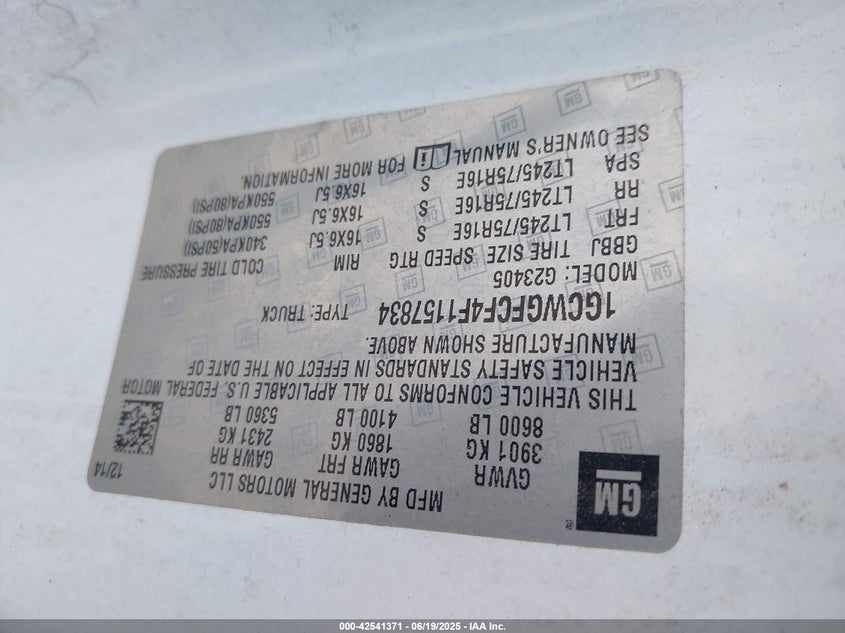 GM
®
MFD BY GENERAL MOTORS LLC
12/14
GVWR GAWR FRT GAWR RR
3901 KG 1860 KG 2431 KG
8600 LB 4100 LB 5360 LB
THIS VEHICLE CONFORMS TO ALL APPLICABLE U.S. FEDERAL MOTOR
VEHICLE SAFETY STANDARDS IN EFFECT ON THE DATE OF
MANUFACTURE SHOWN ABOVE.
1GCWGFCF4F1157834 TYPE: TRUCK
MODEL: G23405
GBBJ TIRE SIZE SPEED RTG RIM COLD TIRE PRESSURE
FRT LT245/75R16E S 16X6.5J 340KPA(50PSI)
RR LT245/75R16E S 16X6.5J 550KPA(80PSI)
SPA LT245/75R16E S 16X6.5J 550KPA(80PSI)
SEE OWNER'S MANUAL FOR MORE INFORMATION.
000-42541371 - 06/19/2025 - IAA Inc.